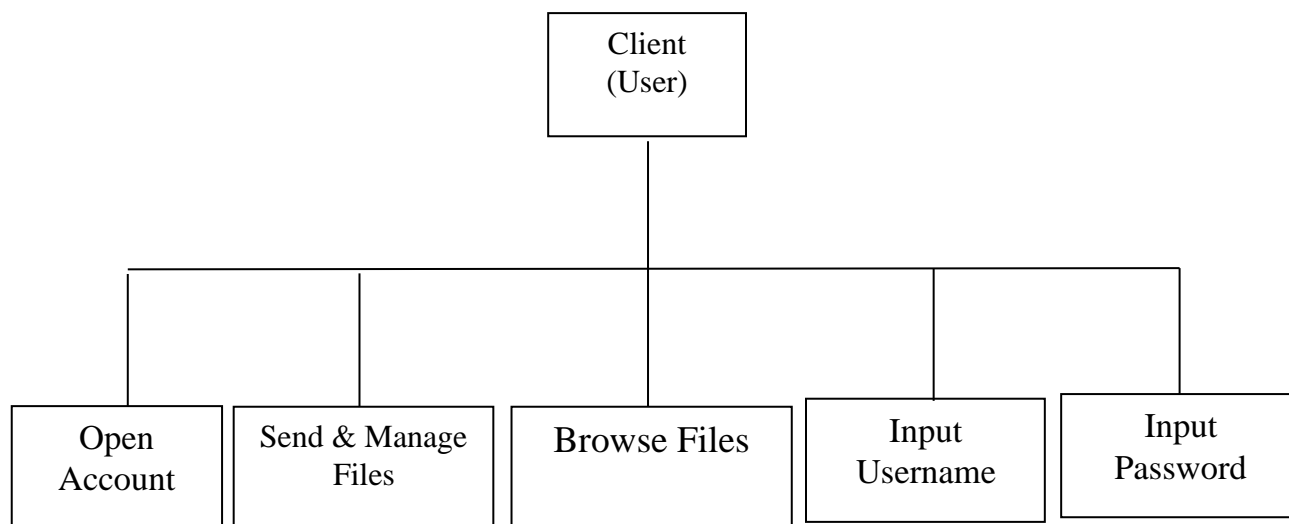 Client
(User)
Open
Account
Send & Manage
Files
Browse Files
Input
Username
Input
Password